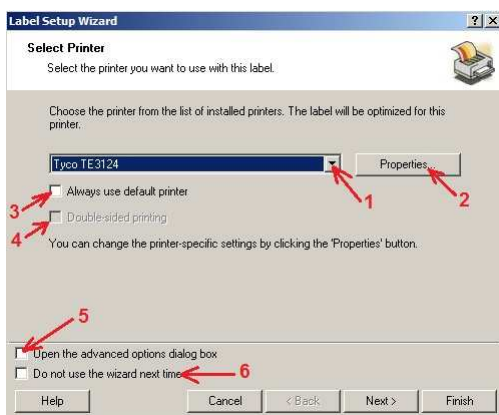 Label Setup Wizard
Select Printer
Select the printer you want to use with this label.
Choose the printer from the list of installed printers. The label will be optimized for this
printer.
Tyco TE3124
Properties...
1
2
3
Always use default printer
4
Double-sided printing
You can change the printer-specific settings by clicking the 'Properties' button.
5
Open the advanced options dialog box
Do not use the wizard next time
6
Help
Cancel
< Back
Next >
Finish